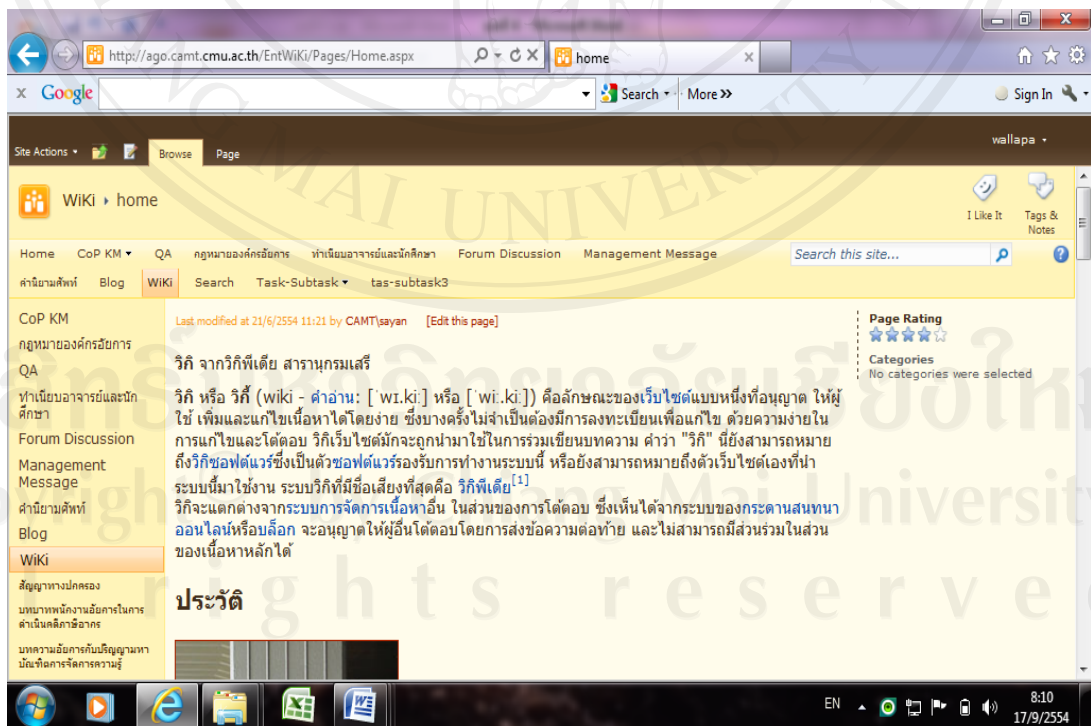 http://ago.camt.cmu.ac.th/EntWiKi/Pages/Home.aspx
home
x Google
Search
More »
Sign In
Site Actions
Browse
Page
wallapa
WiKi ▸ home
I Like It
Tags & Notes
Home CoP KM QA กฎหมายองค์กรอัยการ ทำเนียบอาจารย์และนักศึกษา Forum Discussion Management Message
Search this site...
คำนิยามศัพท์ Blog WiKi Search Task-Subtask tas-subtask3
CoP KM
กฎหมายองค์กรอัยการ
QA
ทำเนียบอาจารย์และนัก
ศึกษา
Forum Discussion
Management
Message
คำนิยามศัพท์
Blog
WiKi
สัญญาทางปกครอง
บทบาทพนักงานอัยการในการ
ดำเนินคดีภาษีอากร
บทความอัยการกับปริญญามหา
บัณฑิตการจัดการความรู้
Last modified at 21/6/2554 11:21 by CAMT\sayan [Edit this page]
วิกิ จากวิกิพีเดีย สารานุกรมเสรี
วิกิ หรือ วิกี้ (wiki - คำอ่าน: [ˈwɪ.kiː] หรือ [ˈwiː.kiː]) คือลักษณะของเว็บไซต์แบบหนึ่งที่อนุญาต ให้ผู้
ใช้ เพิ่มและแก้ไขเนื้อหาได้โดยง่าย ซึ่งบางครั้งไม่จำเป็นต้องมีการลงทะเบียนเพื่อแก้ไข ด้วยความง่ายใน
การแก้ไขและโต้ตอบ วิกิเว็บไซต์มักจะถูกนำมาใช้ในการร่วมเขียนบทความ คำว่า "วิกิ" นี้ยังสามารถหมาย
ถึงวิกิซอฟต์แวร์ซึ่งเป็นตัวซอฟต์แวร์รองรับการทำงานระบบนี้ หรือยังสามารถหมายถึงตัวเว็บไซต์เองที่นำ
ระบบนี้มาใช้งาน ระบบวิกิที่มีชื่อเสียงที่สุดคือ วิกิพีเดีย[1]
วิกิจะแตกต่างจากระบบการจัดการเนื้อหาอื่น ในส่วนของการโต้ตอบ ซึ่งเห็นได้จากระบบของกระดานสนทนา
ออนไลน์หรือบล็อก จะอนุญาตให้ผู้อื่นโต้ตอบโดยการส่งข้อความต่อท้าย และไม่สามารถมีส่วนร่วมในส่วน
ของเนื้อหาหลักได้
ประวัติ
Page Rating
Categories
No categories were selected
EN
8:10
17/9/2554